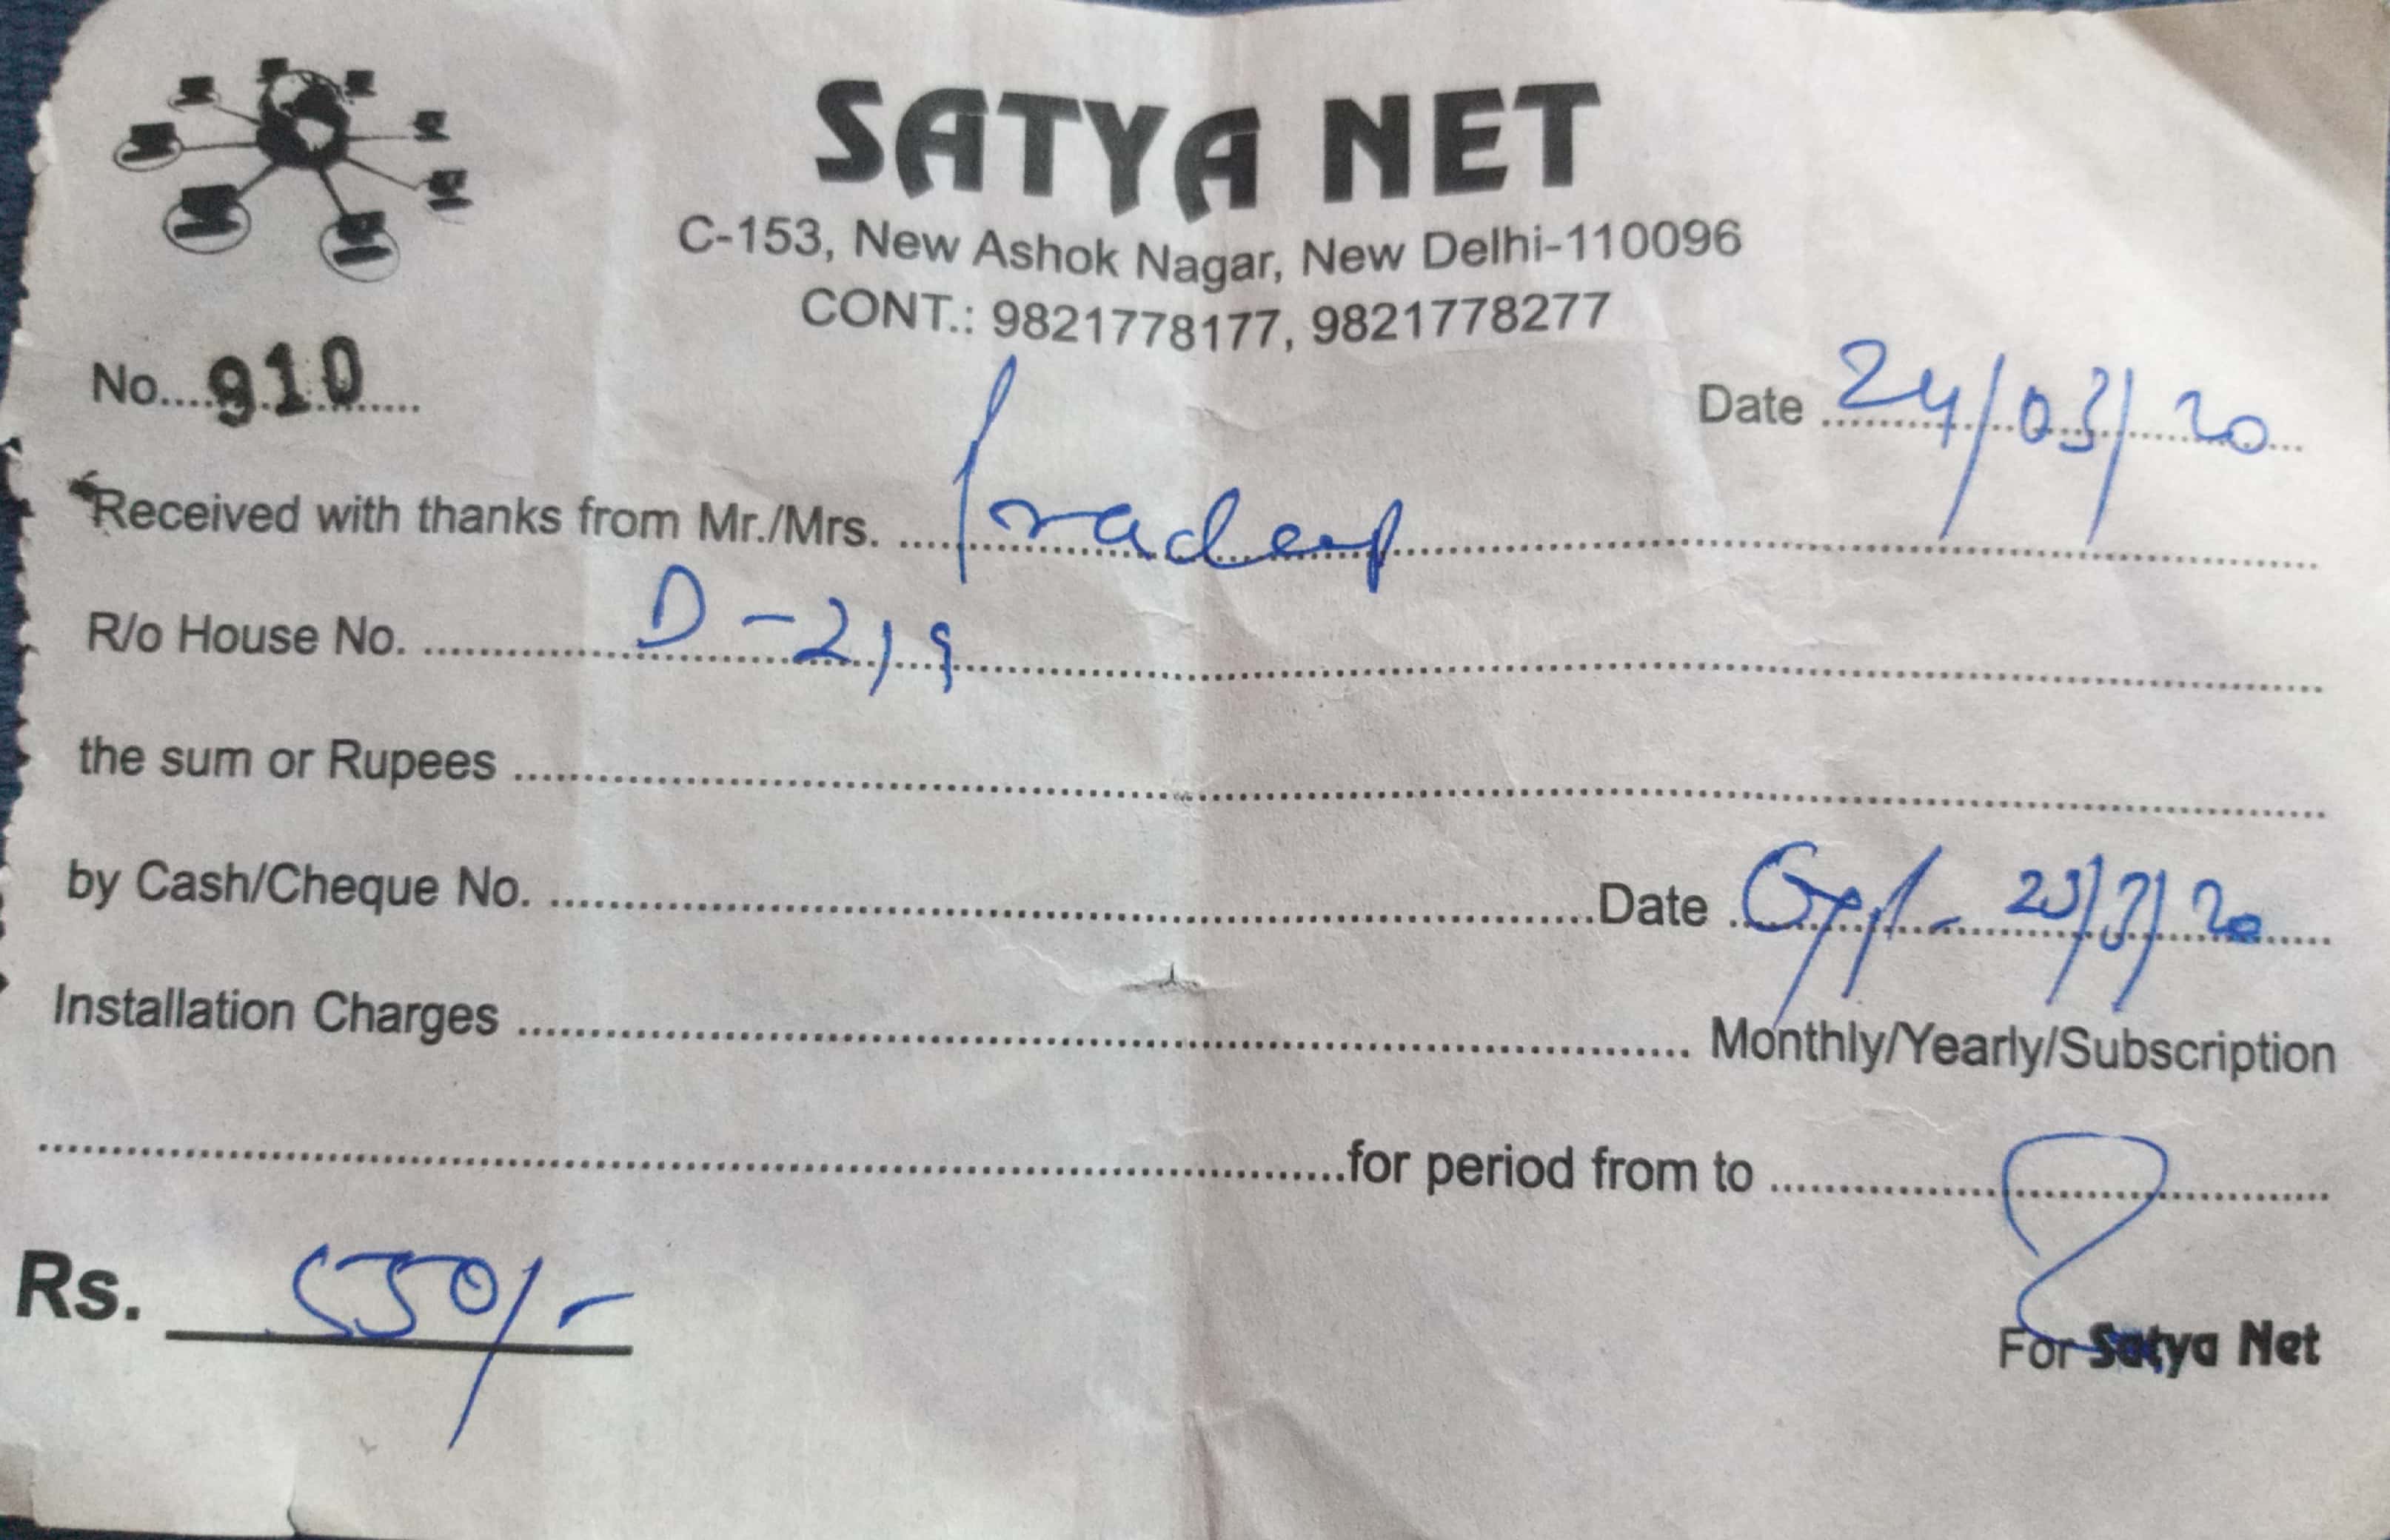 SATYA NET
C-153, New Ashok Nagar, New Delhi-110096
CONT.: 9821778177, 9821778277
No....910.... Date 24/03/20
Received with thanks from Mr./Mrs. Pradeep
R/o House No. D-219
the sum or Rupees
by Cash/Cheque No. Date 23/3/20
Installation Charges Monthly/Yearly/Subscription
for period from to
Rs. 550/-
For Satya Net